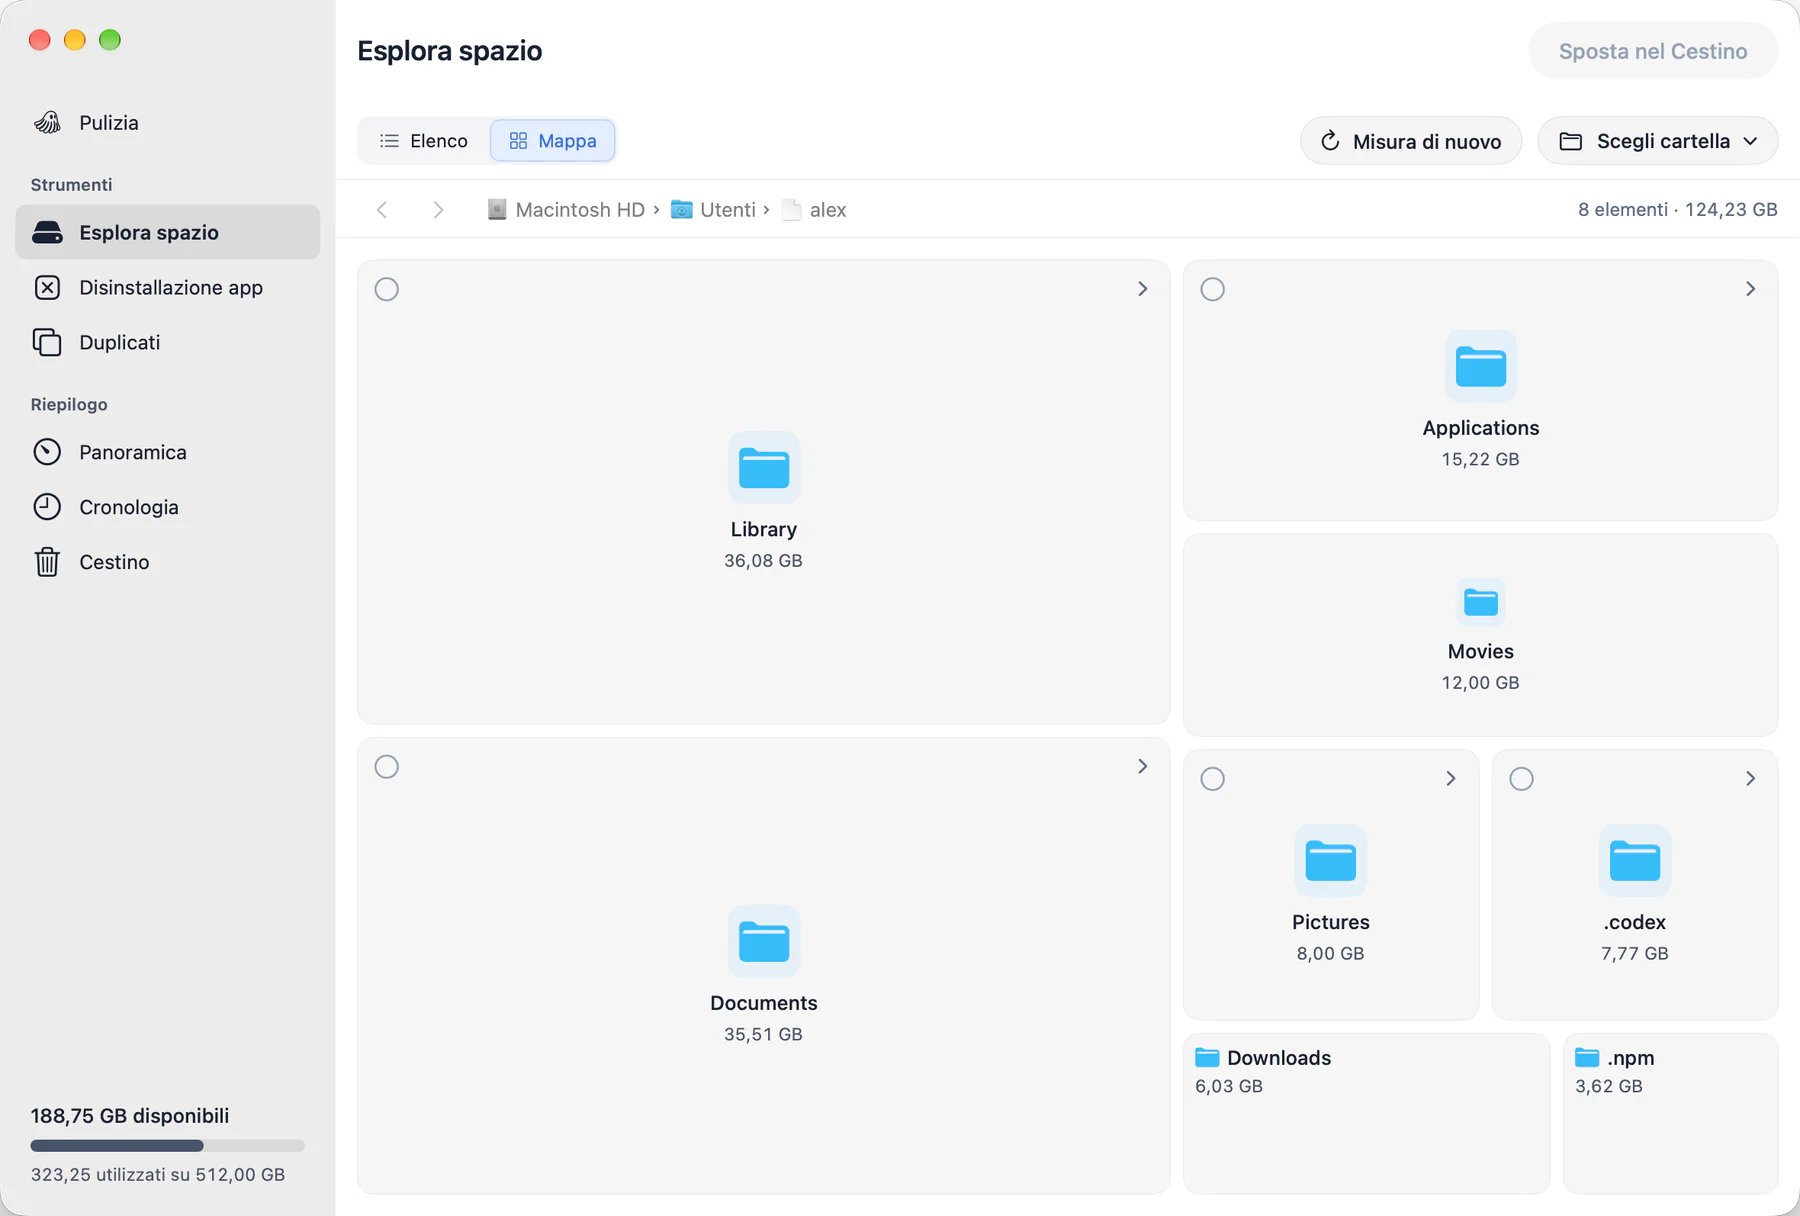 Esplora spazio
Sposta nel Cestino
Pulizia
Strumenti
Esplora spazio
Disinstallazione app
Duplicati
Riepilogo
Panoramica
Cronologia
Cestino
188,75 GB disponibili
323,25 utilizzati su 512,00 GB
Elenco
Mappa
Misura di nuovo
Scegli cartella
Macintosh HD › Utenti › alex
8 elementi · 124,23 GB
Library
36,08 GB
Applications
15,22 GB
Movies
12,00 GB
Documents
35,51 GB
Pictures
8,00 GB
.codex
7,77 GB
Downloads
6,03 GB
.npm
3,62 GB